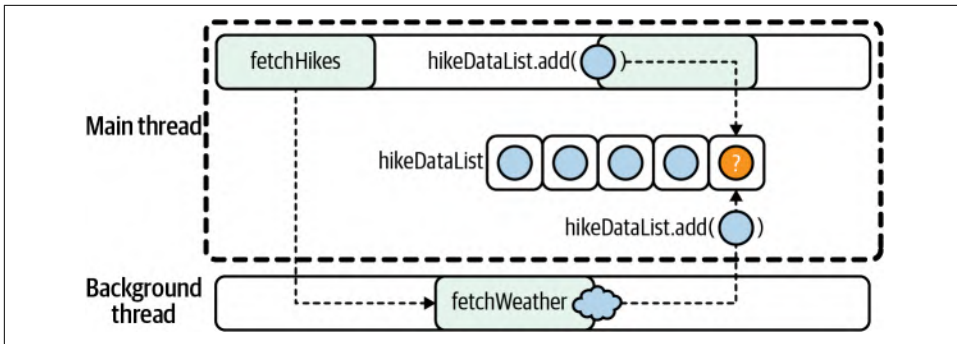 fetchHikes
hikeDataList.add( )
Main thread
hikeDataList
?
hikeDataList.add( )
Background
thread
fetchWeather